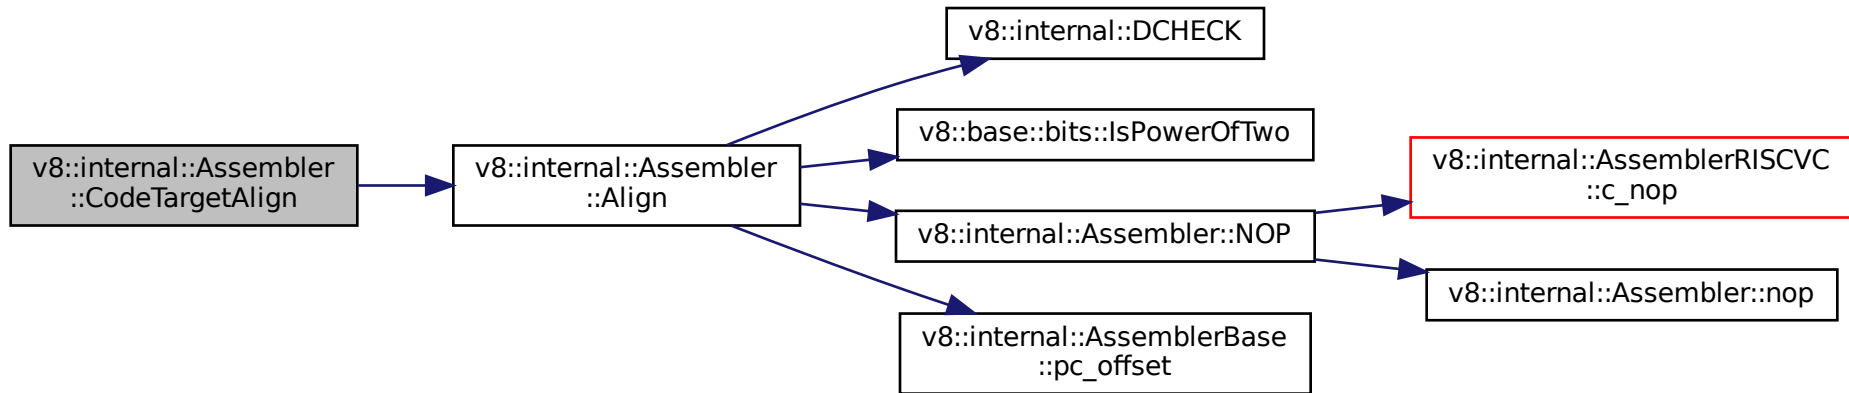 v8::internal::Assembler
::CodeTargetAlign
v8::internal::Assembler
::Align
v8::internal::DCHECK
v8::base::bits::IsPowerOfTwo
v8::internal::Assembler::NOP
v8::internal::AssemblerBase
::pc_offset
v8::internal::AssemblerRISCVC
::c_nop
v8::internal::Assembler::nop